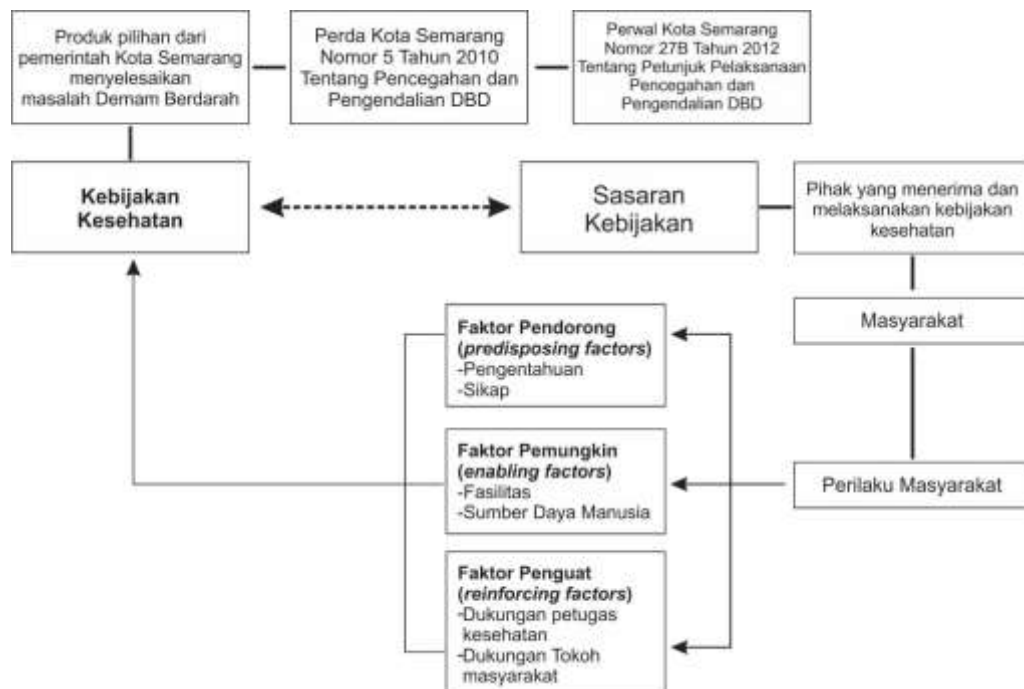 Produk pilihan dari
pemerintah Kota Semarang
menyelesaikan
masalah Demam Berdarah
Perda Kota Semarang
Nomor 5 Tahun 2010
Tentang Pencegahan dan
Pengendalian DBD
Perwal Kota Semarang
Nomor 27B Tahun 2012
Tentang Petunjuk Pelaksanaan
Pencegahan dan
Pengendalian DBD
Kebijakan
Kesehatan
Sasaran
Kebijakan
Pihak yang menerima dan
melaksanakan kebijakan
kesehatan
Masyarakat
Faktor Pendorong
(predisposing factors)
-Pengentahuan
-Sikap
Faktor Pemungkin
(enabling factors)
-Fasilitas
-Sumber Daya Manusia
Perilaku Masyarakat
Faktor Penguat
(reinforcing factors)
-Dukungan petugas
kesehatan
-Dukungan Tokoh
masyarakat